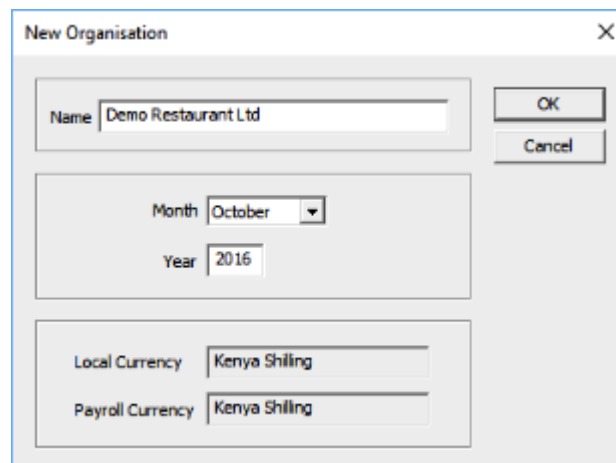 New Organisation
Name Demo Restaurant Ltd
OK
Cancel
Month October
Year 2016
Local Currency Kenya Shilling
Payroll Currency Kenya Shilling